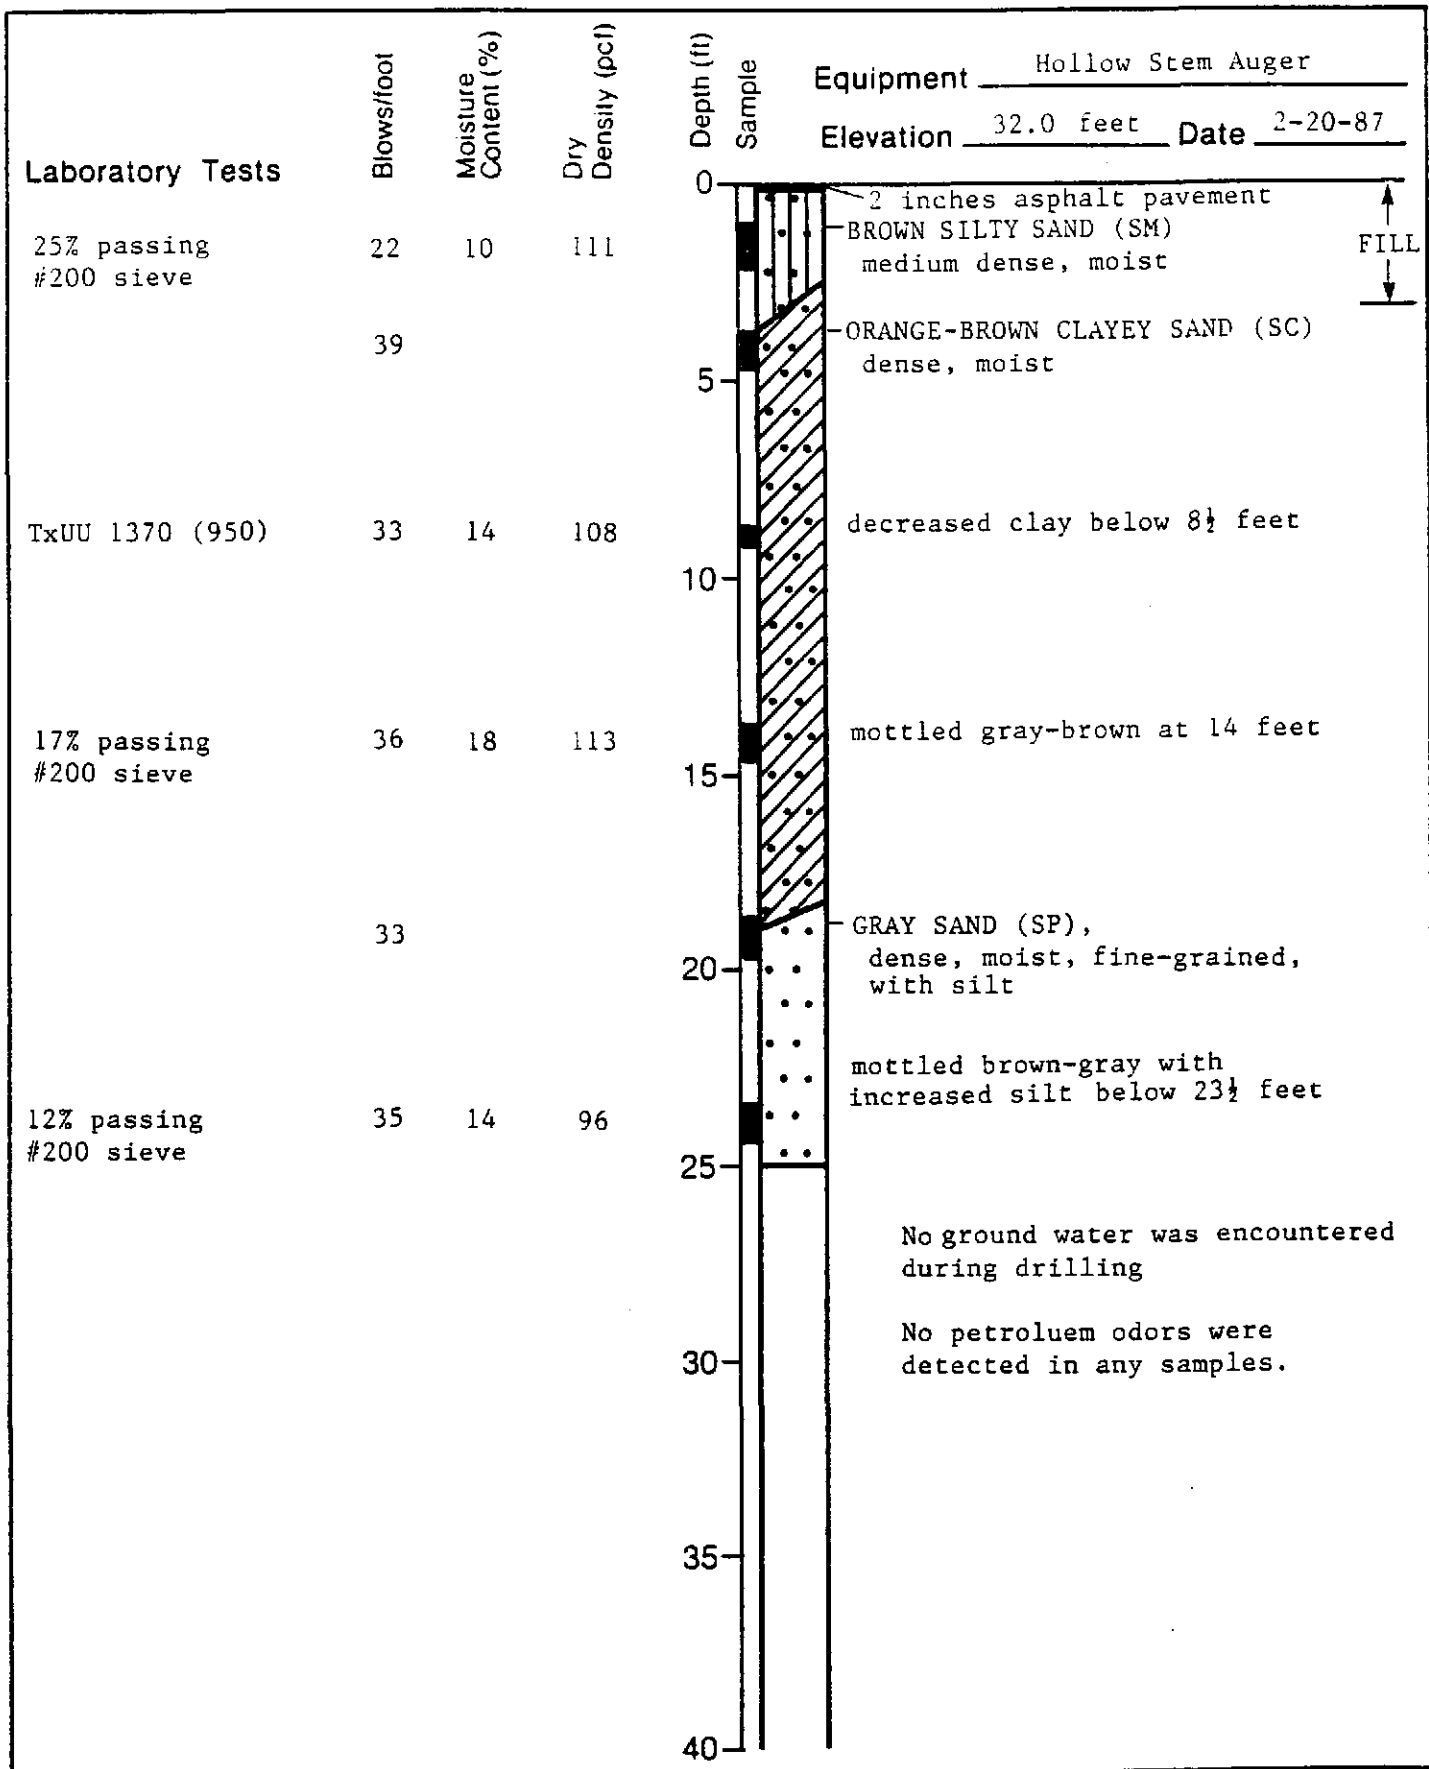 Equipment Hollow Stem Auger
Elevation 32.0 feet Date 2-20-87
Laboratory Tests
Blows/foot
Moisture
Content (%)
Dry
Density (pcf)
Depth (ft)
Sample
0
2 inches asphalt pavement
BROWN SILTY SAND (SM)
medium dense, moist
FILL
25% passing 22 10 111
#200 sieve
39
ORANGE-BROWN CLAYEY SAND (SC)
dense, moist
5
TxUU 1370 (950) 33 14 108
decreased clay below 8½ feet
10
17% passing 36 18 113
#200 sieve
mottled gray-brown at 14 feet
15
33
GRAY SAND (SP),
dense, moist, fine-grained,
with silt
20
mottled brown-gray with
increased silt below 23½ feet
12% passing 35 14 96
#200 sieve
25
No ground water was encountered
during drilling
No petroluem odors were
detected in any samples.
30
35
40